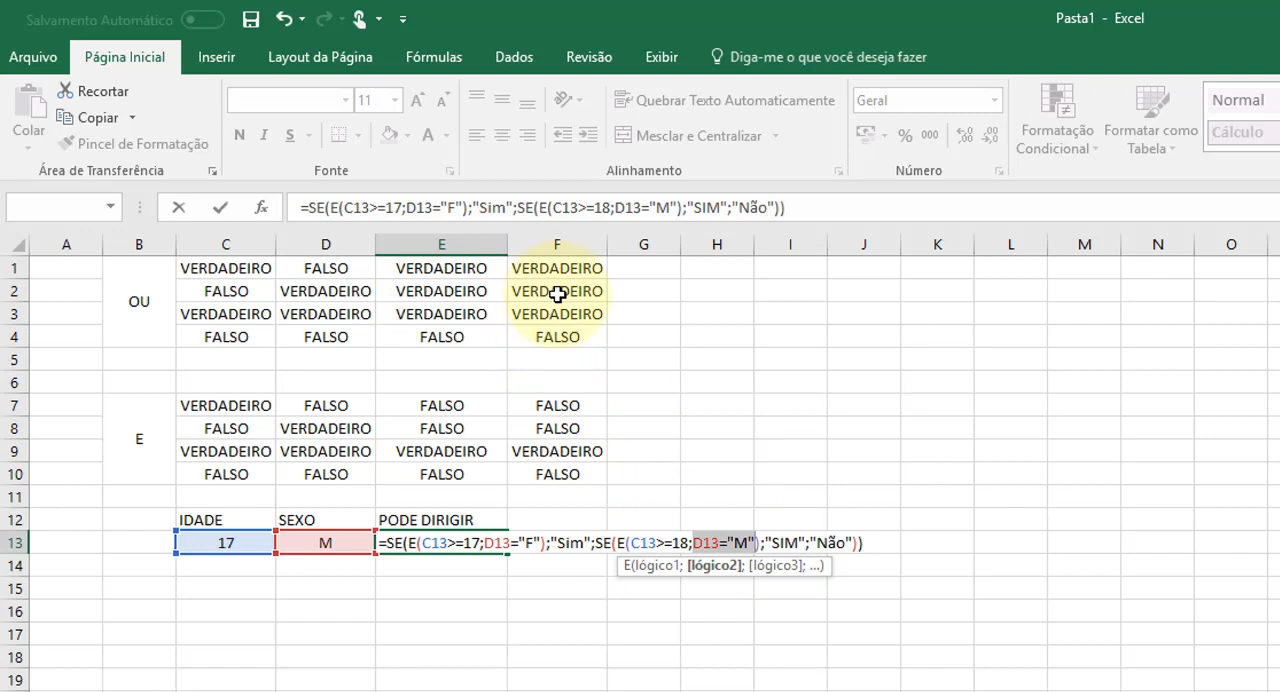 Salvamento Automático
Pasta1 - Excel
Arquivo Página Inicial Inserir Layout da Página Fórmulas Dados Revisão Exibir Diga-me o que você deseja fazer
Colar
Recortar
Copiar
Pincel de Formatação
Área de Transferência
11 A A
N I S A
Fonte
Quebrar Texto Automaticamente
Mesclar e Centralizar
Alinhamento
Geral
% 000
Número
Formatação Condicional
Formatar como Tabela
Normal
Cálculo
fx =SE(E(C13>=17;D13="F");"Sim";SE(E(C13>=18;D13="M");"SIM";"Não"))
A B C D E F G H I J K L M N O
1 VERDADEIRO FALSO VERDADEIRO VERDADEIRO
2 OU FALSO VERDADEIRO VERDADEIRO VERDADEIRO
3 VERDADEIRO VERDADEIRO VERDADEIRO VERDADEIRO
4 FALSO FALSO FALSO FALSO
5
6
7 VERDADEIRO FALSO FALSO FALSO
8 E FALSO VERDADEIRO FALSO FALSO
9 VERDADEIRO VERDADEIRO VERDADEIRO VERDADEIRO
10 FALSO FALSO FALSO FALSO
11
12 IDADE SEXO PODE DIRIGIR
13 17 M =SE(E(C13>=17;D13="F");"Sim";SE(E(C13>=18;D13="M");"SIM";"Não"))
14 E(lógico1; [lógico2]; [lógico3]; ...)
15
16
17
18
19